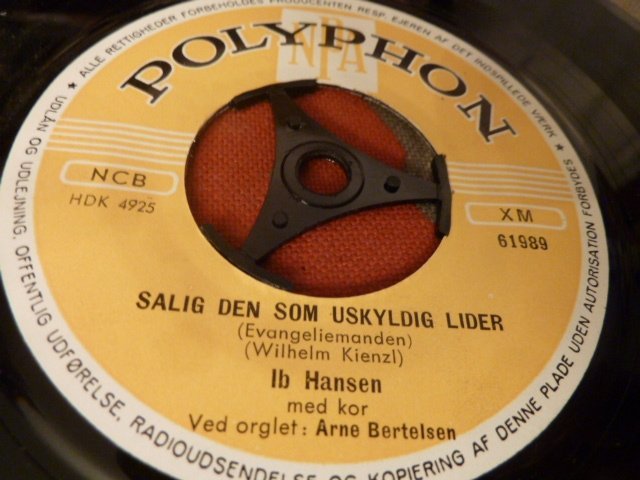 ★ ALLE RETTIGHEDER FORBEHOLDES PRODUCENTEN RESP. EJEREN AF DET INDSPILLEDE VÆRK ★
POLYPHON
NPA
NCB
HDK 4925
XM
61989
SALIG DEN SOM USKYLDIG LIDER
(Evangeliemanden)
(Wilhelm Kienzl)
Ib Hansen
med kor
Ved orglet: Arne Bertelsen
UDLÅN OG UDLEJNING, OFFENTLIG UDFØRELSE, RADIOUDSENDELSE OG KOPIERING AF DENNE PLADE UDEN AUTORISATION FORBYDES